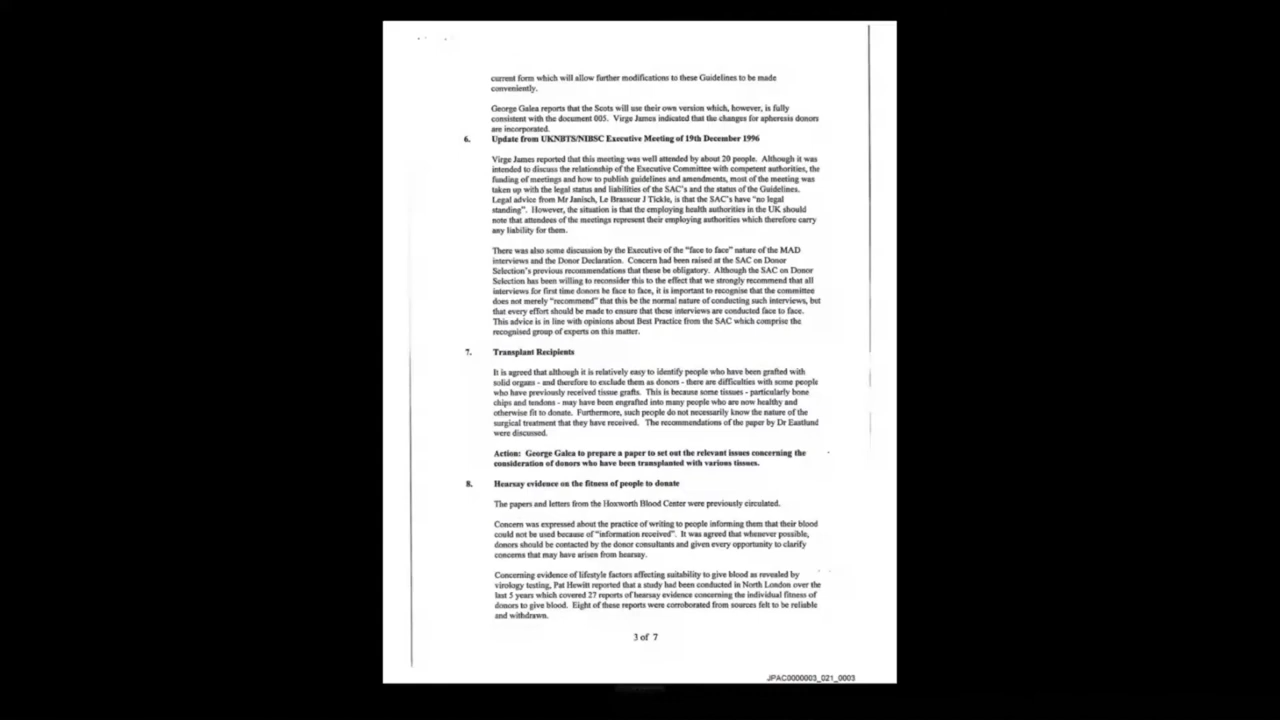 current form which will allow further modifications to these Guidelines to be made
conveniently.
George Galea reports that the Scots will use their own version which, however, is fully
consistent with the document 005. Virge James indicated that the changes for apheresis donors
are incorporated.
6. Update from UKNBTS/NIBSC Executive Meeting of 19th December 1996
Virge James reported that this meeting was well attended by about 20 people. Although it was
intended to discuss the relationship of the Executive Committee with competent authorities, the
funding of meetings and how to publish guidelines and amendments, most of the meeting was
taken up with the legal status and liabilities of the SAC's and the status of the Guidelines.
Legal advice from Mr Janisch, Le Brasseur J Tickle, is that the SAC's have "no legal
standing". However, the situation is that the employing health authorities in the UK should
note that attendees of the meetings represent their employing authorities which therefore carry
any liability for them.
There was also some discussion by the Executive of the "face to face" nature of the MAD
interviews and the Donor Declaration. Concern had been raised at the SAC on Donor
Selection's previous recommendations that these be obligatory. Although the SAC on Donor
Selection has been willing to reconsider this to the effect that we strongly recommend that all
interviews for first time donors be face to face, it is important to recognise that the committee
does not merely "recommend" that this be the normal nature of conducting such interviews, but
that every effort should be made to ensure that these interviews are conducted face to face.
This advice is in line with opinions about Best Practice from the SAC which comprise the
recognised group of experts on this matter.
7. Transplant Recipients
It is agreed that although it is relatively easy to identify people who have been grafted with
solid organs - and therefore to exclude them as donors - there are difficulties with some people
who have previously received tissue grafts. This is because some tissues - particularly bone
chips and tendons - may have been engrafted into many people who are now healthy and
otherwise fit to donate. Furthermore, such people do not necessarily know the nature of the
surgical treatment that they have received. The recommendations of the paper by Dr Eastlund
were discussed.
Action: George Galea to prepare a paper to set out the relevant issues concerning the
consideration of donors who have been transplanted with various tissues.
8. Hearsay evidence on the fitness of people to donate
The papers and letters from the Hoxworth Blood Center were previously circulated.
Concern was expressed about the practice of writing to people informing them that their blood
could not be used because of "information received". It was agreed that whenever possible,
donors should be contacted by the donor consultants and given every opportunity to clarify
concerns that may have arisen from hearsay.
Concerning evidence of lifestyle factors affecting suitability to give blood as revealed by
virology testing, Pat Hewitt reported that a study had been conducted in North London over the
last 5 years which covered 27 reports of hearsay evidence concerning the individual fitness of
donors to give blood. Eight of these reports were corroborated from sources felt to be reliable
and withdrawn.
3 of 7
JPAC0000003_021_0003